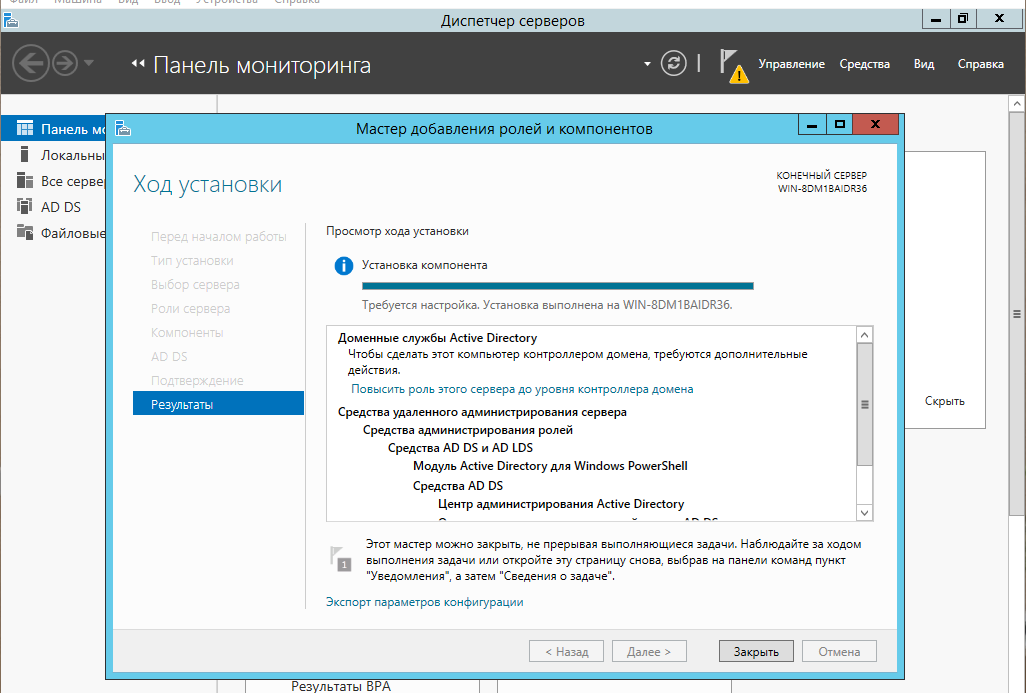 Файл Машина Вид Ввод Устройства Справка
Диспетчер серверов
Панель мониторинга
Управление Средства Вид Справка
Панель мо
Локальны
Все серве
AD DS
Файловые
Мастер добавления ролей и компонентов
Ход установки
КОНЕЧНЫЙ СЕРВЕР
WIN-8DM1BAIDR36
Перед началом работы
Тип установки
Выбор сервера
Роли сервера
Компоненты
AD DS
Подтверждение
Результаты
Просмотр хода установки
Установка компонента
Требуется настройка. Установка выполнена на WIN-8DM1BAIDR36.
Доменные службы Active Directory
Чтобы сделать этот компьютер контроллером домена, требуются дополнительные
действия.
Повысить роль этого сервера до уровня контроллера домена
Средства удаленного администрирования сервера
Средства администрирования ролей
Средства AD DS и AD LDS
Модуль Active Directory для Windows PowerShell
Средства AD DS
Центр администрирования Active Directory
1
Этот мастер можно закрыть, не прерывая выполняющиеся задачи. Наблюдайте за ходом
выполнения задачи или откройте эту страницу снова, выбрав на панели команд пункт
"Уведомления", а затем "Сведения о задаче".
Экспорт параметров конфигурации
< Назад
Далее >
Закрыть
Отмена
Скрыть
Результаты BPA